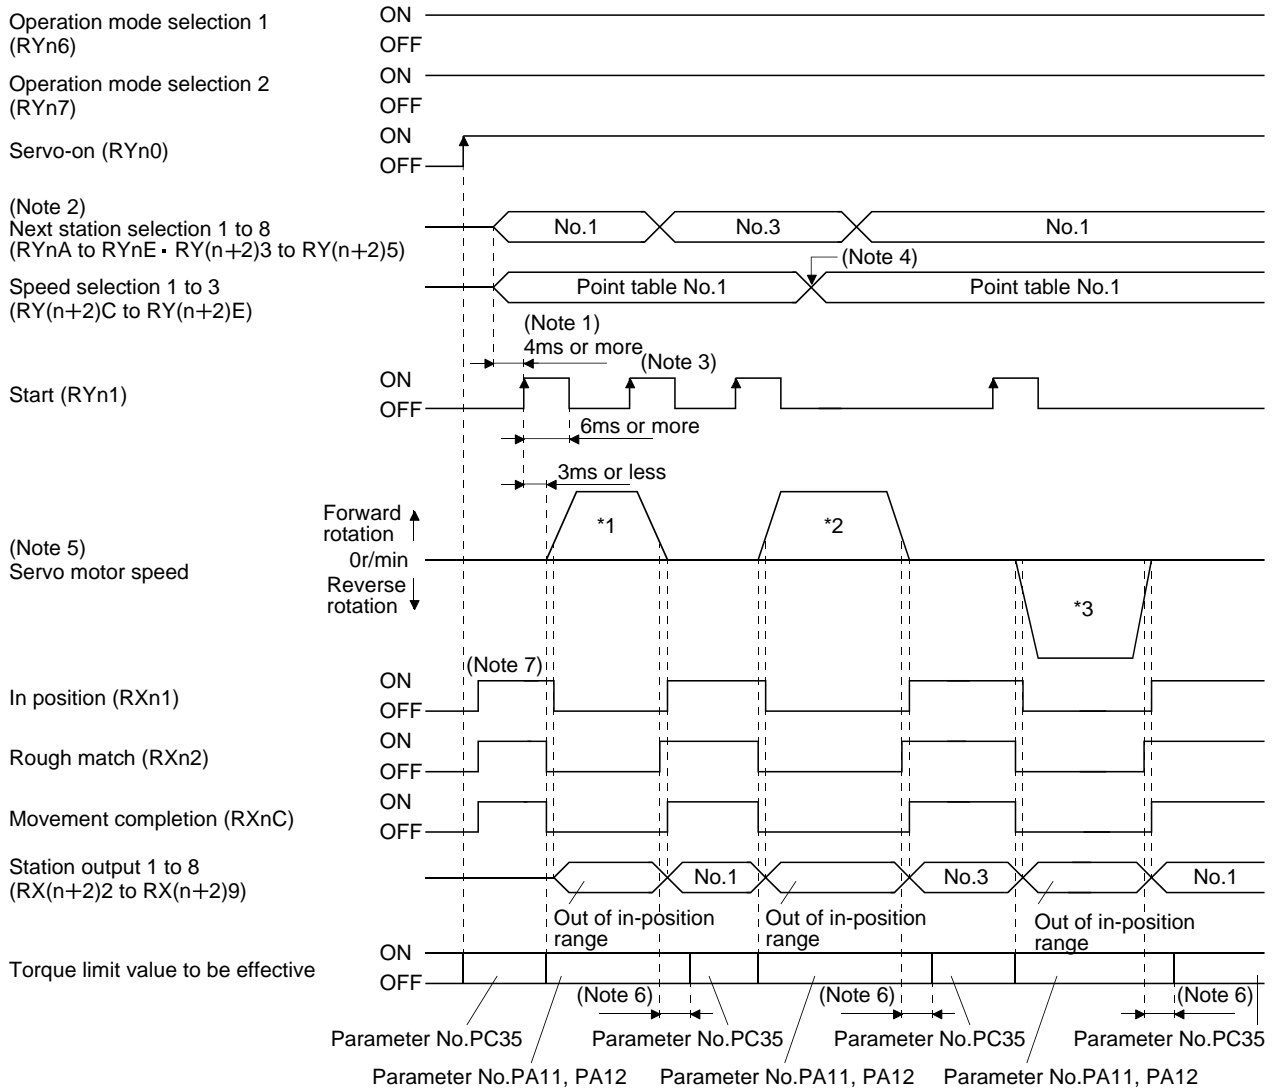 Operation mode selection 1
(RYn6)
ON
OFF
Operation mode selection 2
(RYn7)
ON
OFF
Servo-on (RYn0)
ON
OFF
(Note 2)
Next station selection 1 to 8
(RYnA to RYnE · RY(n+2)3 to RY(n+2)5)
No.1
No.3
No.1
(Note 4)
Speed selection 1 to 3
(RY(n+2)C to RY(n+2)E)
Point table No.1
Point table No.1
(Note 1)
4ms or more
(Note 3)
Start (RYn1)
ON
OFF
6ms or more
3ms or less
(Note 5)
Servo motor speed
Forward
rotation
0r/min
Reverse
rotation
*1
*2
*3
(Note 7)
In position (RXn1)
ON
OFF
Rough match (RXn2)
ON
OFF
Movement completion (RXnC)
ON
OFF
Station output 1 to 8
(RX(n+2)2 to RX(n+2)9)
No.1
No.3
No.1
Out of in-position
range
Out of in-position
range
Out of in-position
range
Torque limit value to be effective
ON
OFF
(Note 6)
(Note 6)
(Note 6)
Parameter No.PC35
Parameter No.PC35
Parameter No.PC35
Parameter No.PC35
Parameter No.PA11, PA12
Parameter No.PA11, PA12
Parameter No.PA11, PA12